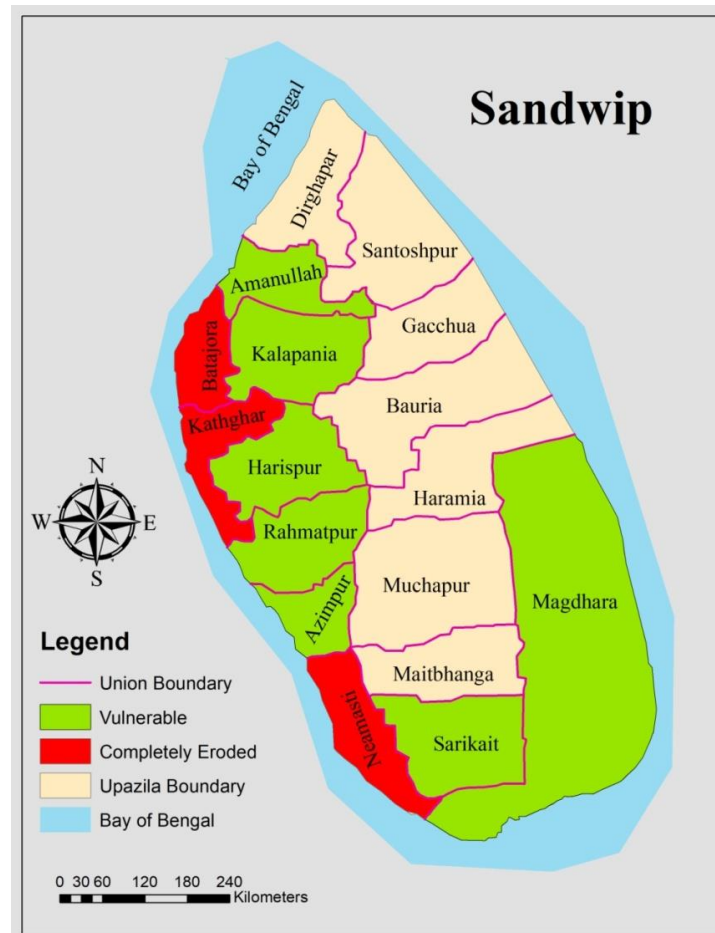 Sandwip
Bay of Bengal
Dirghapar
Santoshpur
Amanullah
Gacchua
Batajora
Kalapania
Bauria
Kathghar
Harispur
Haramia
Rahmatpur
Azimpur
Muchapur
Magdhara
Maitbhanga
Neamasti
Sarikait
N
W E
S
Legend
Union Boundary
Vulnerable
Completely Eroded
Upazila Boundary
Bay of Bengal
0 30 60 120 180 240
Kilometers